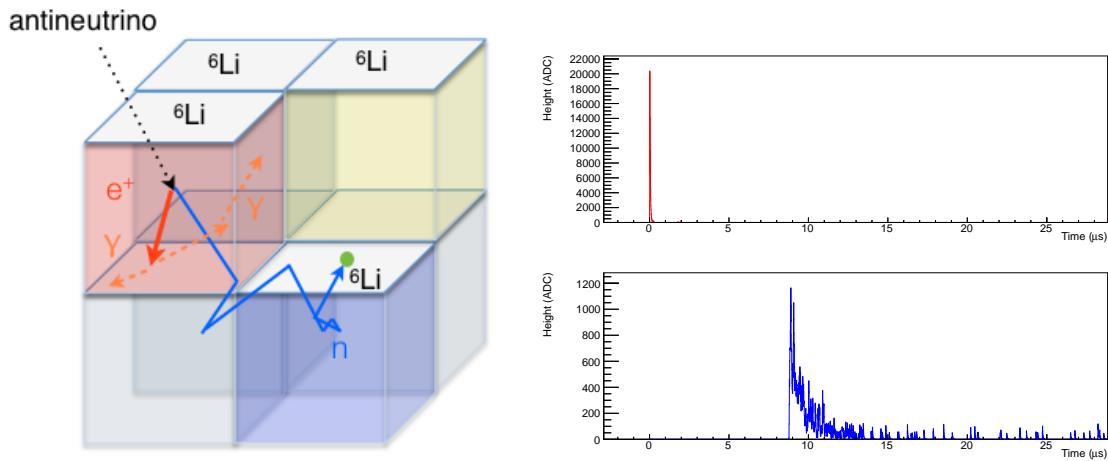 antineutrino
⁶Li
⁶Li
⁶Li
e⁺
γ
γ
⁶Li
n
Height (ADC)
22000
20000
18000
16000
14000
12000
10000
8000
6000
4000
2000
0
0 5 10 15 20 25
Time (μs)
Height (ADC)
1200
1000
800
600
400
200
0
0 5 10 15 20 25
Time (μs)